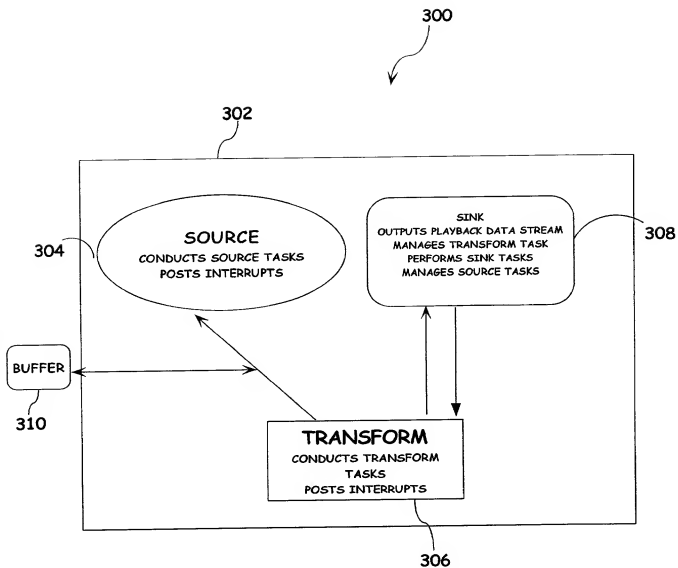 300
302
SOURCE
CONDUCTS SOURCE TASKS
POSTS INTERRUPTS
304
SINK
OUTPUTS PLAYBACK DATA STREAM
MANAGES TRANSFORM TASK
PERFORMS SINK TASKS
MANAGES SOURCE TASKS
308
BUFFER
310
TRANSFORM
CONDUCTS TRANSFORM
TASKS
POSTS INTERRUPTS
306